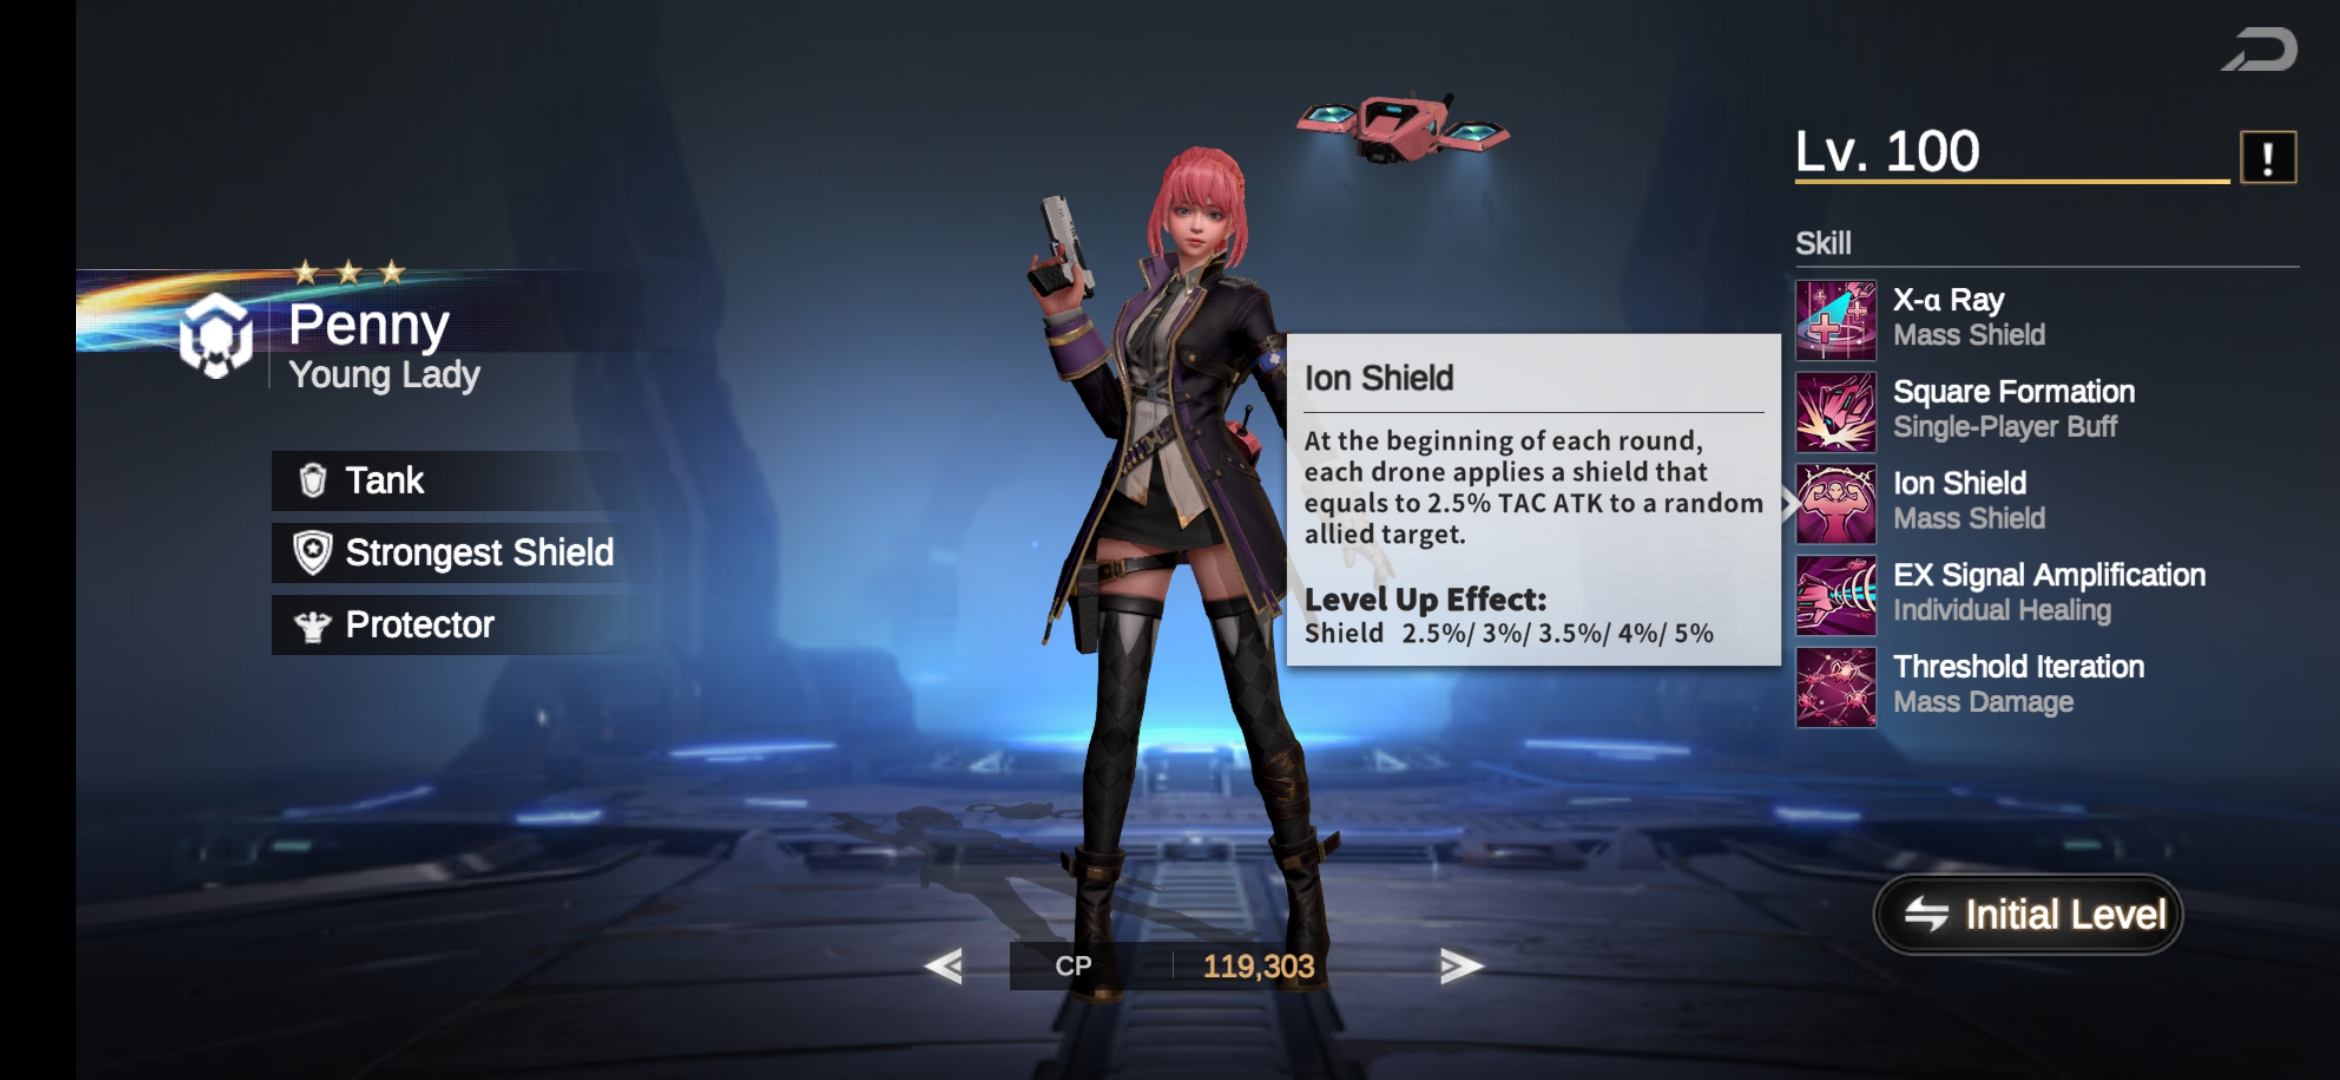 Lv. 100
!
Skill
X-α Ray
Mass Shield
Square Formation
Single-Player Buff
Ion Shield
Mass Shield
EX Signal Amplification
Individual Healing
Threshold Iteration
Mass Damage
Penny
Young Lady
Tank
Strongest Shield
Protector
Ion Shield
At the beginning of each round,
each drone applies a shield that
equals to 2.5% TAC ATK to a random
allied target.
Level Up Effect:
Shield 2.5%/ 3%/ 3.5%/ 4%/ 5%
CP 119,303
Initial Level